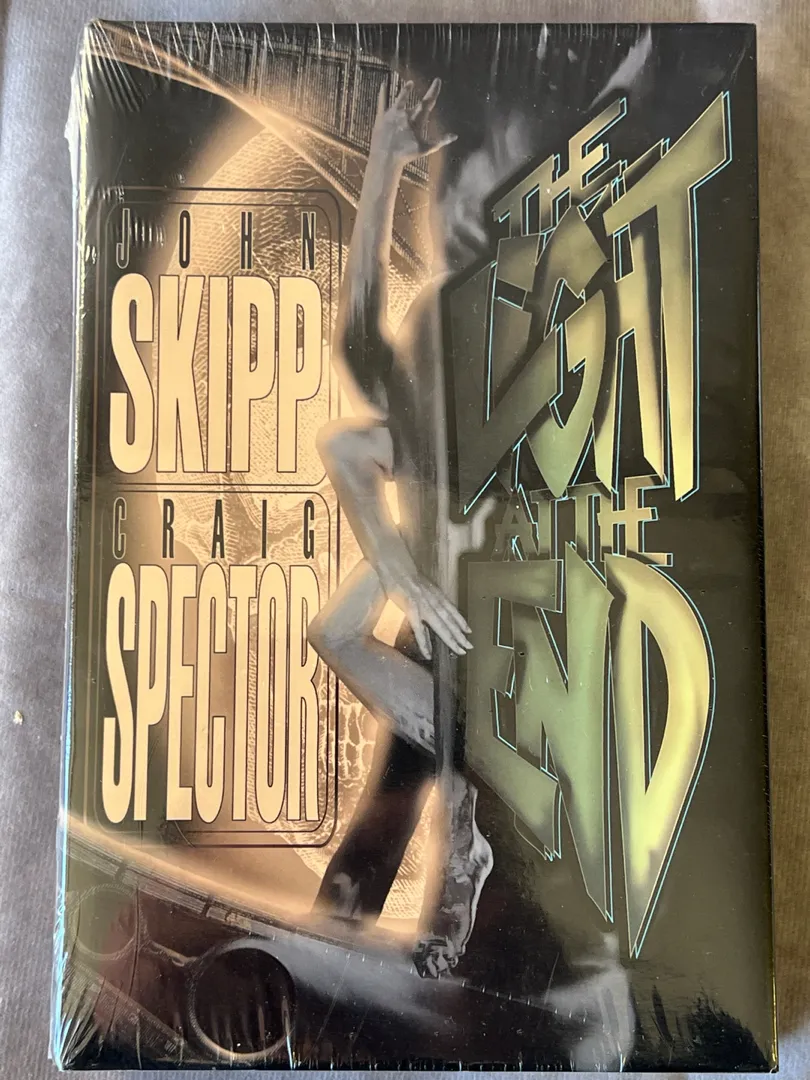 JOHN
SKIPP
CRAIG
SPECTOR
THE
LIGHT
AT THE
END